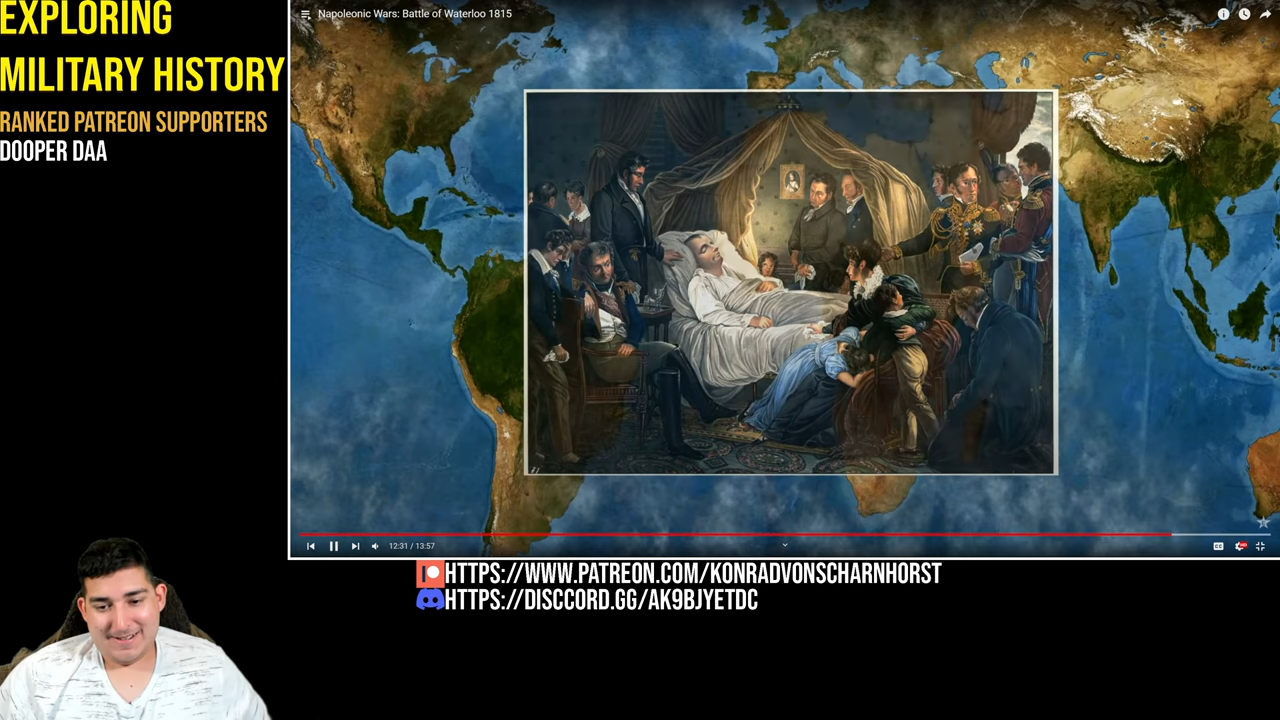 EXPLORING
MILITARY HISTORY
RANKED PATREON SUPPORTERS
DOOPER DAA
Napoleonic Wars: Battle of Waterloo 1815
12:31 / 13:57
CC
HTTPS://WWW.PATREON.COM/KONRADVONSCHARNHORST
HTTPS://DISCCORD.GG/AK9BJYETDC